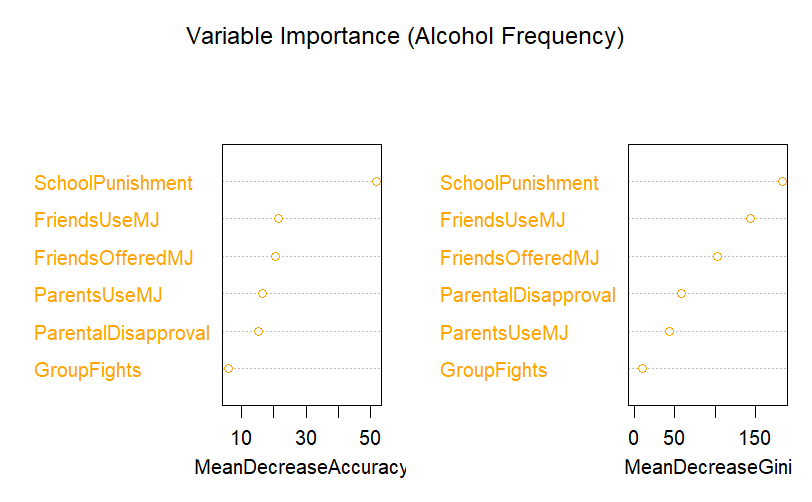 Variable Importance (Alcohol Frequency)
SchoolPunishment
FriendsUseMJ
FriendsOfferedMJ
ParentsUseMJ
ParentalDisapproval
GroupFights
10 30 50
MeanDecreaseAccuracy
SchoolPunishment
FriendsUseMJ
FriendsOfferedMJ
ParentalDisapproval
ParentsUseMJ
GroupFights
0 50 150
MeanDecreaseGini